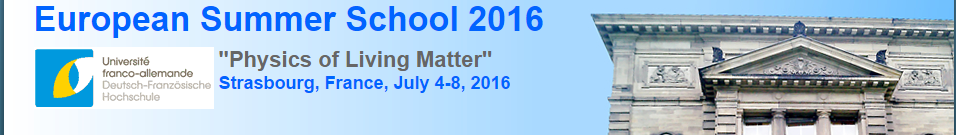 European Summer School 2016
Université
franco-allemande
Deutsch-Französische
Hochschule
"Physics of Living Matter"
Strasbourg, France, July 4-8, 2016